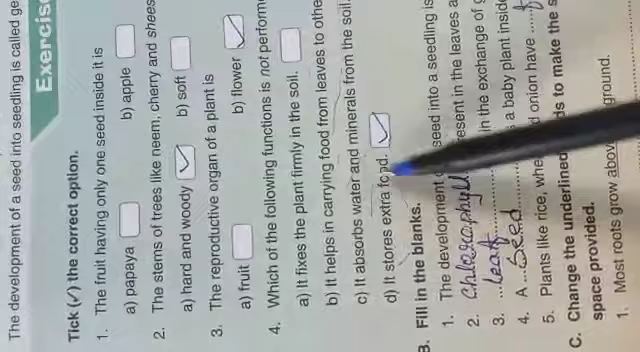 The development of a seed into seedling is called ge
Exercise
Tick (✓) the correct option.
1. The fruit having only one seed inside it is
a) papaya b) apple
2. The stems of trees like neem, cherry and shees
a) hard and woody ✓ b) soft
3. The reproductive organ of a plant is
a) fruit b) flower ✓
4. Which of the following functions is not perform
a) It fixes the plant firmly in the soil.
b) It helps in carrying food from leaves to othe
c) It absorbs water and minerals from the soil.
d) It stores extra food. ✓
B. Fill in the blanks.
1. The development seed into a seedling is
2. esent in the leaves a
3. ...Leaf in the exchange of
4. A ...Seed a baby plant insid
5. Plants like rice, whe d onion have
C. Change the underlined ds to make the s
space provided.
1. Most roots grow above ground.